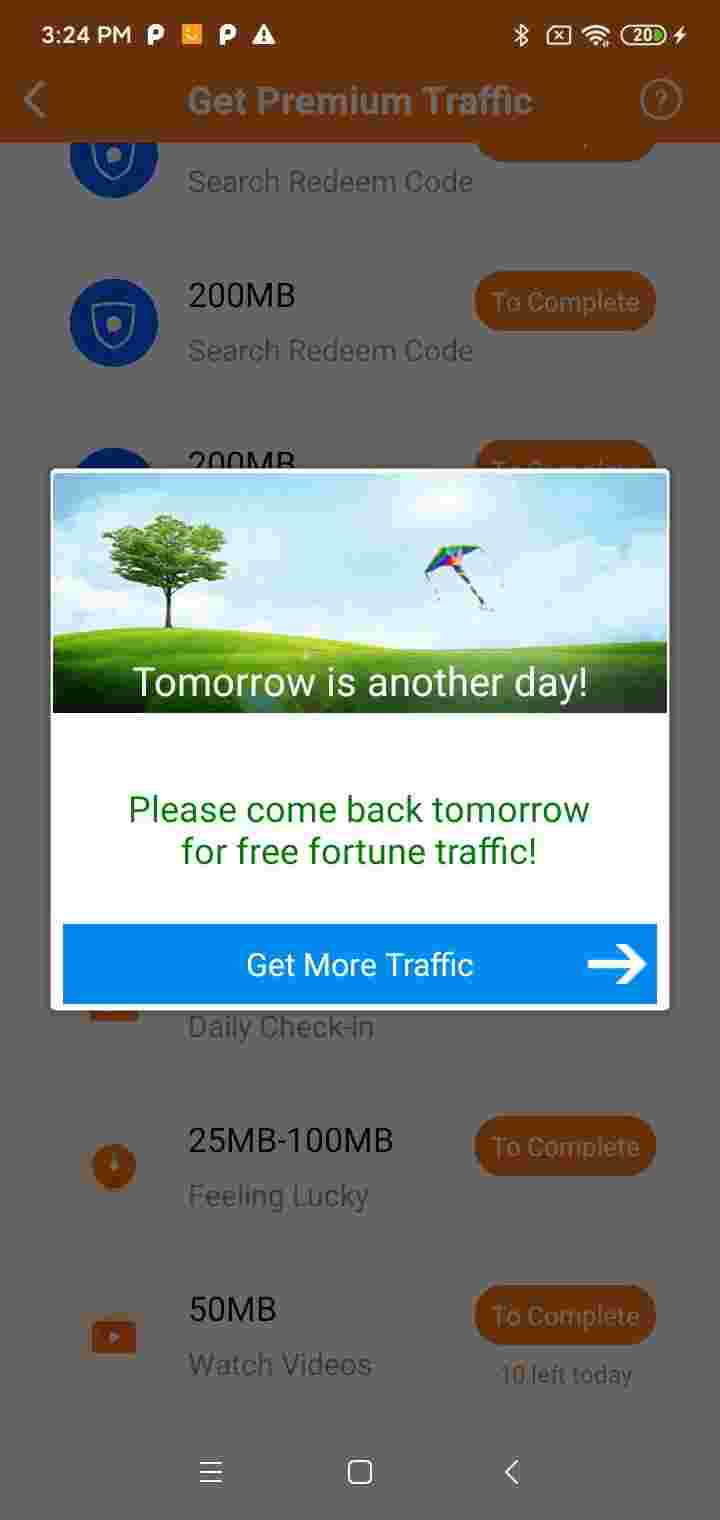 3:24 PM
20
Get Premium Traffic
Search Redeem Code
200MB
To Complete
Search Redeem Code
200MB
To Complete
Tomorrow is another day!
Please come back tomorrow
for free fortune traffic!
Get More Traffic
Daily Check-in
25MB-100MB
To Complete
Feeling Lucky
50MB
To Complete
Watch Videos
10 left today